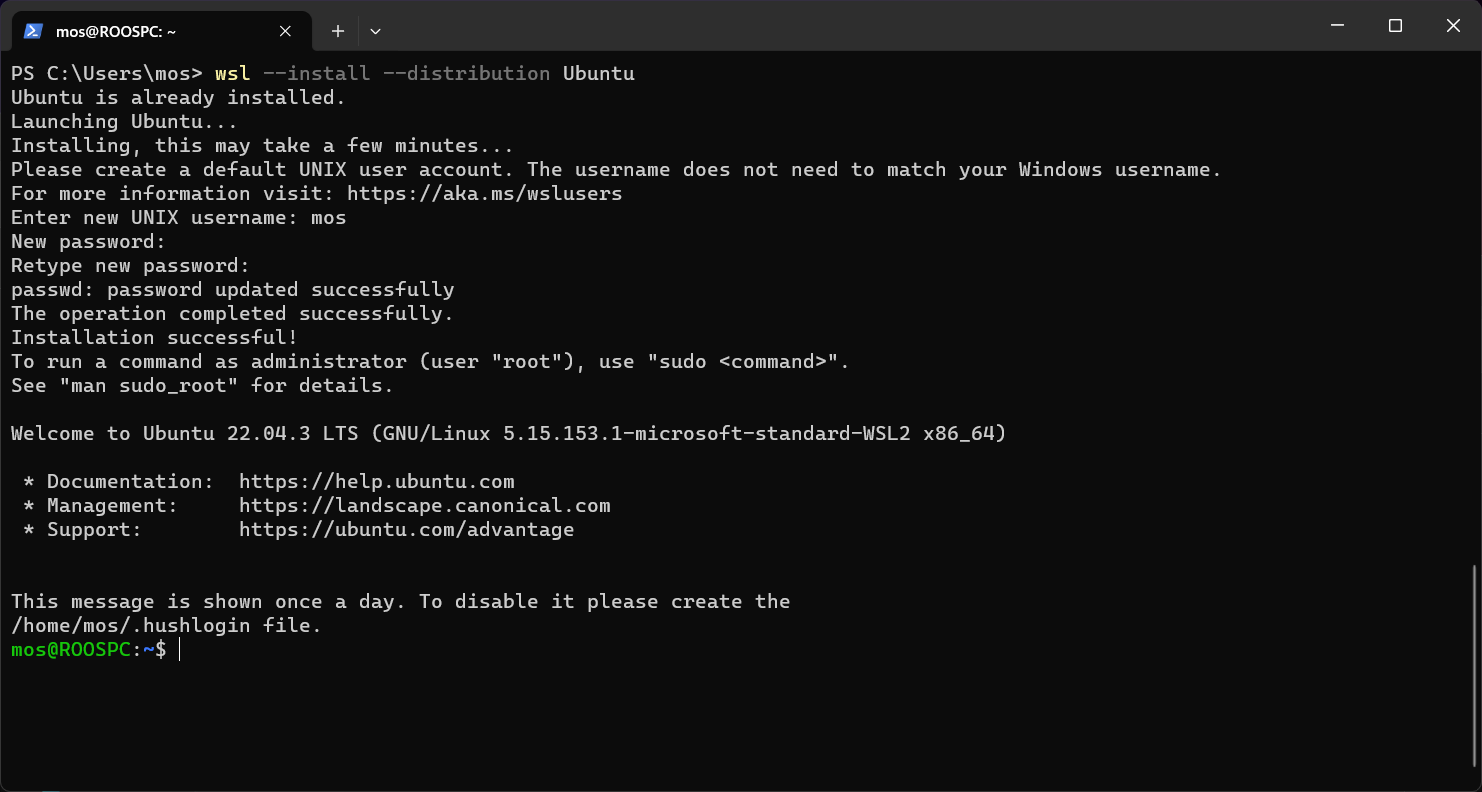 mos@ROOSPC: ~
PS C:\Users\mos> wsl --install --distribution Ubuntu
Ubuntu is already installed.
Launching Ubuntu...
Installing, this may take a few minutes...
Please create a default UNIX user account. The username does not need to match your Windows username.
For more information visit: https://aka.ms/wslusers
Enter new UNIX username: mos
New password:
Retype new password:
passwd: password updated successfully
The operation completed successfully.
Installation successful!
To run a command as administrator (user "root"), use "sudo <command>".
See "man sudo_root" for details.

Welcome to Ubuntu 22.04.3 LTS (GNU/Linux 5.15.153.1-microsoft-standard-WSL2 x86_64)

 * Documentation:  https://help.ubuntu.com
 * Management:     https://landscape.canonical.com
 * Support:        https://ubuntu.com/advantage


This message is shown once a day. To disable it please create the
/home/mos/.hushlogin file.
mos@ROOSPC:~$